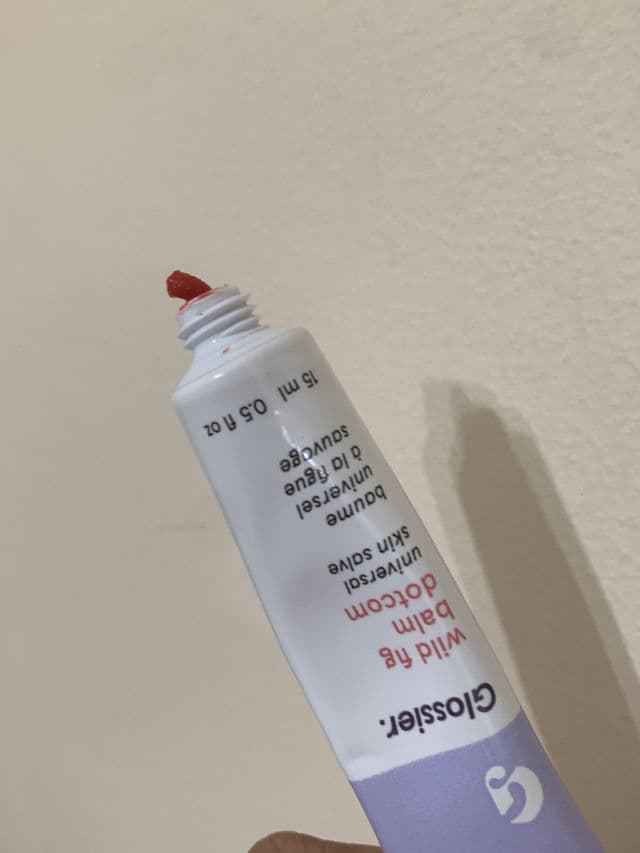 G
Glossier.
wild fig
balm
dotcom
universal
skin salve
baume
universel
à la figue
sauvage
15 ml 0.5 fl oz